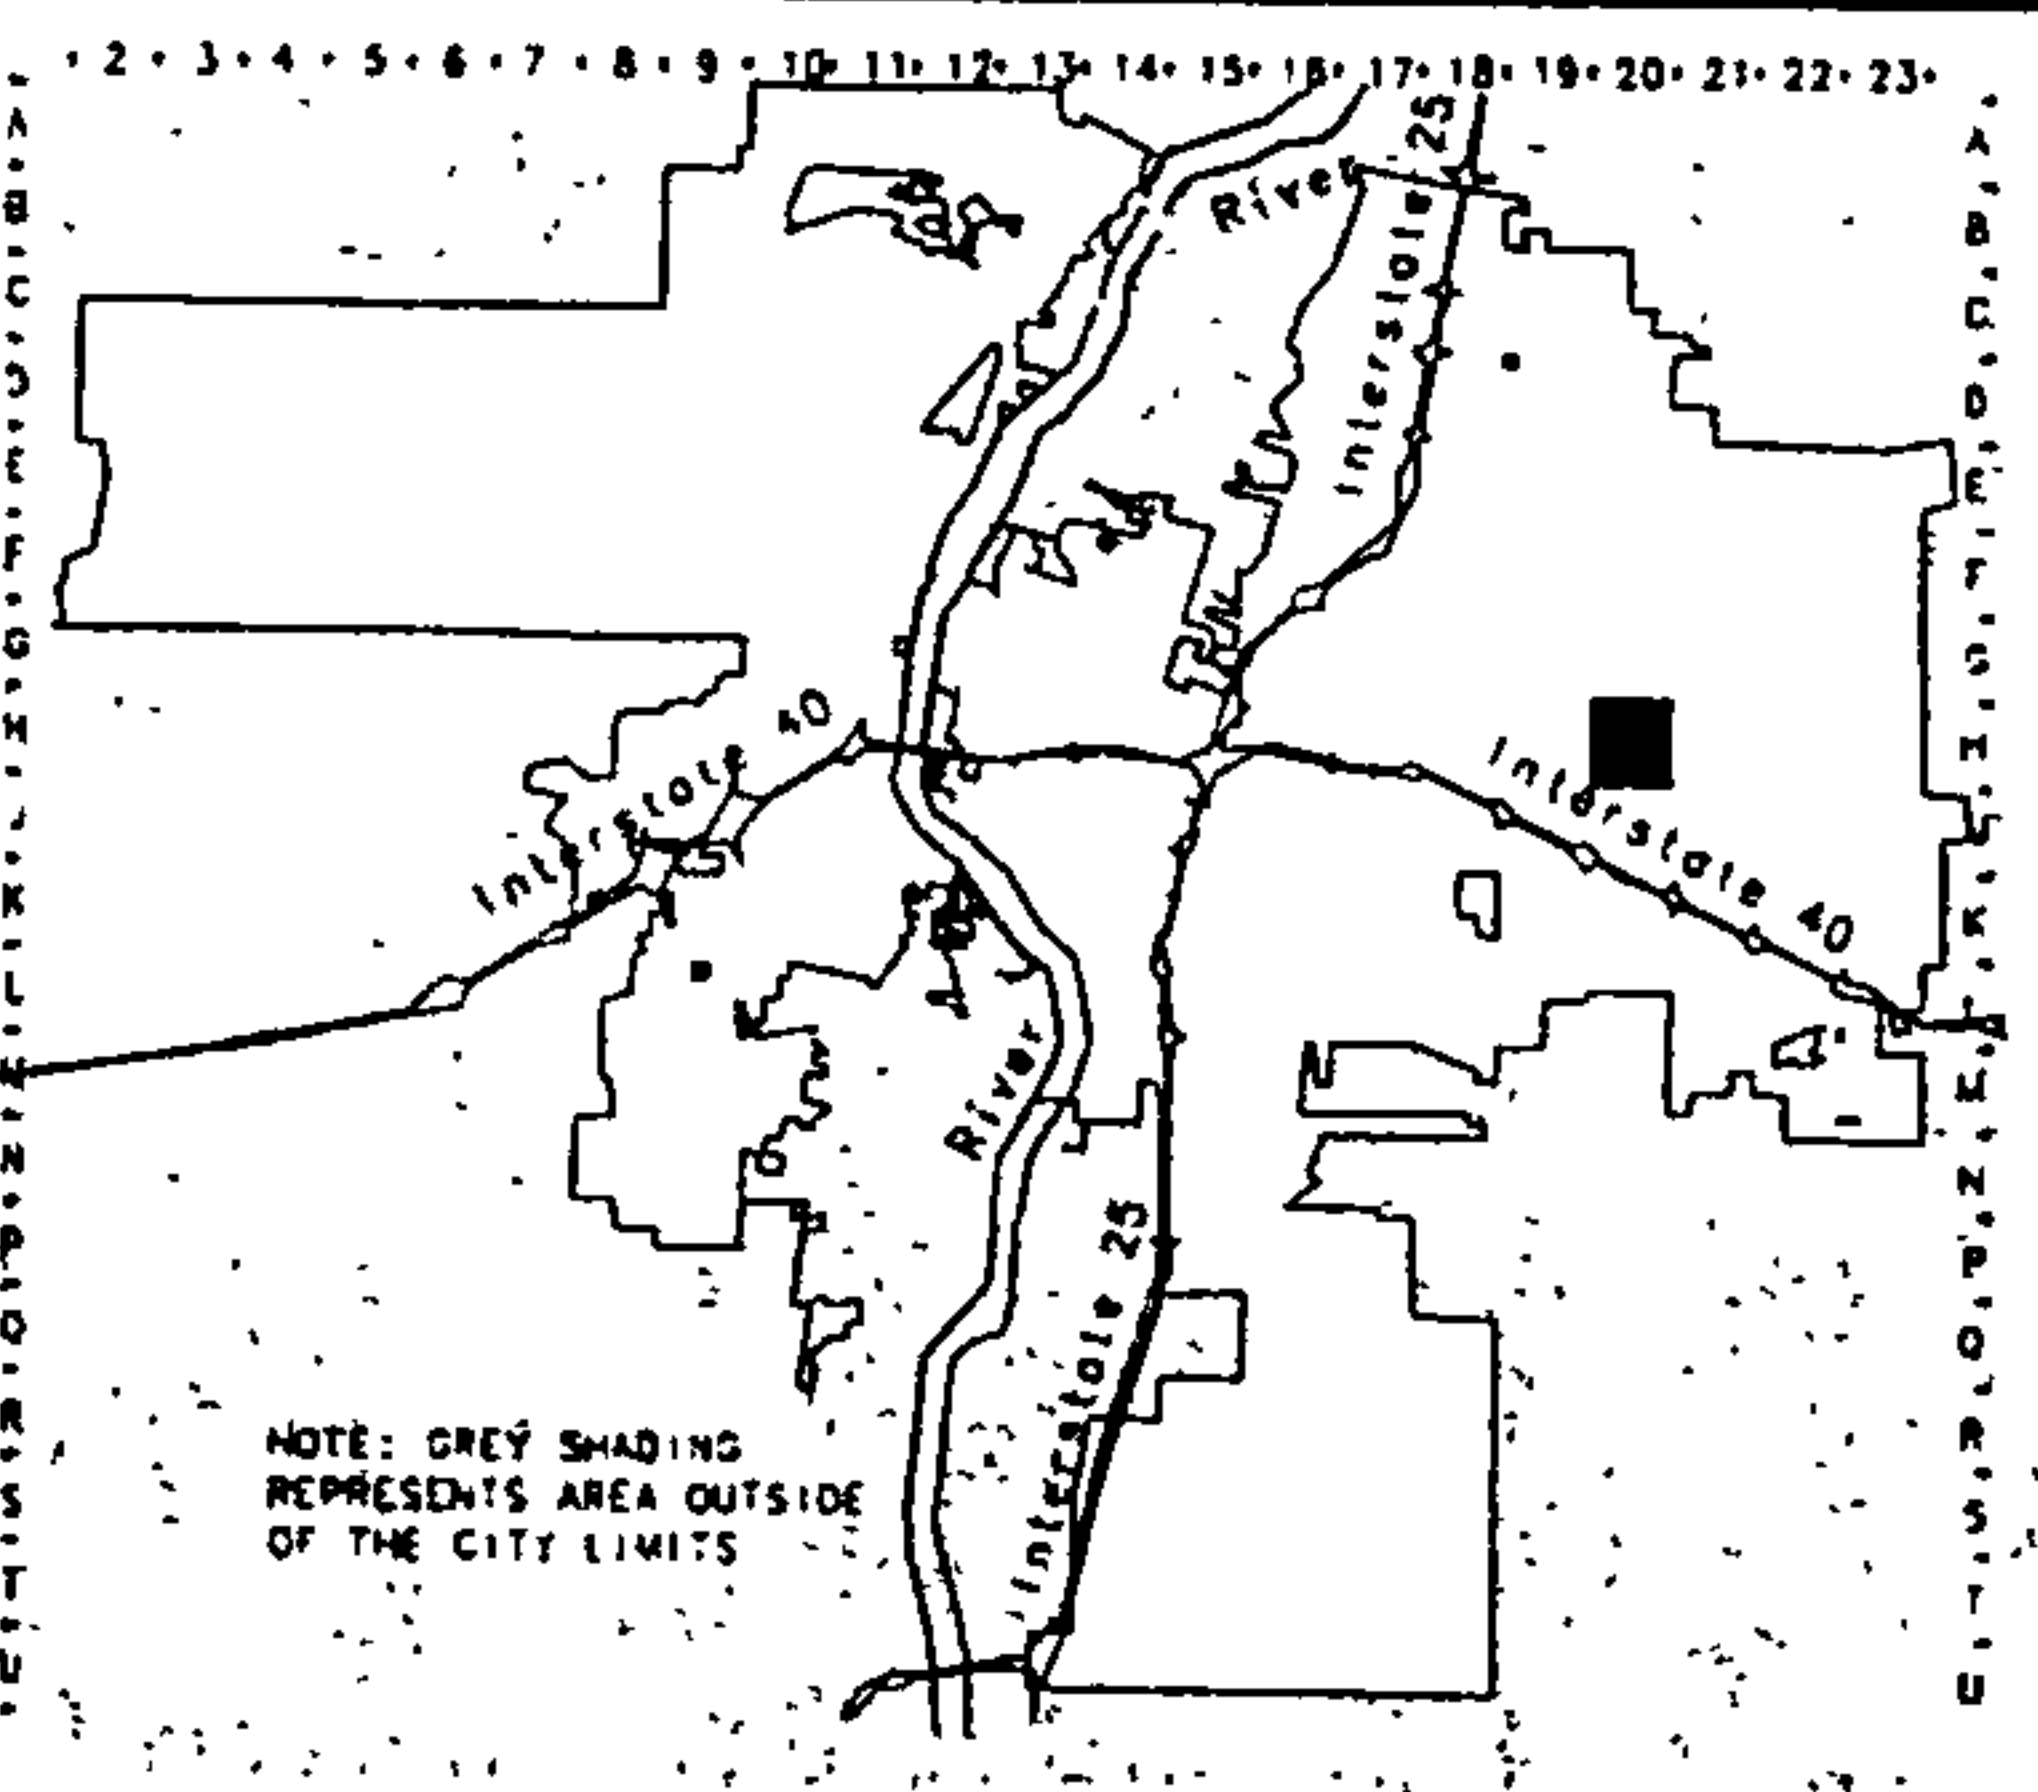 2 3 4 5 6 7 8 9 10 11 12 13 14 15 16 17 18 19 20 21 22 23
A
B
C
D
E
F
G
H
J
K
L
M
N
P
Q
R
S
T
U
A
B
C
D
E
F
G
H
K
L
M
N
P
Q
R
S
T
U
River
Interstate 25
Interstate 40
Interstate 40
River
Interstate 25
NOTE: GREY SHADING
REPRESENTS AREA OUTSIDE
OF THE CITY LIMITS